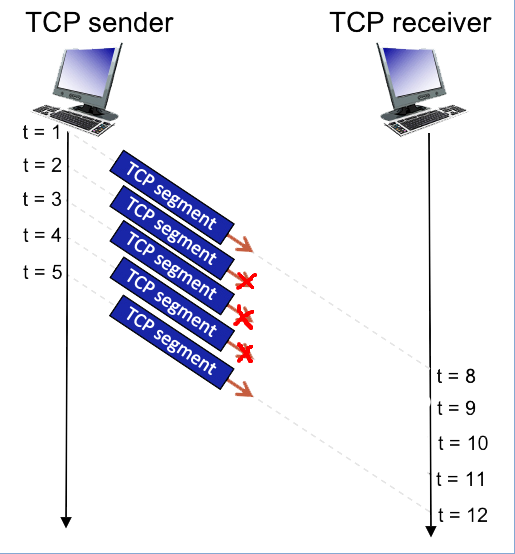 TCP sender
TCP receiver
t = 1
t = 2
t = 3
t = 4
t = 5
TCP segment
TCP segment
TCP segment
TCP segment
TCP segment
t = 8
t = 9
t = 10
t = 11
t = 12